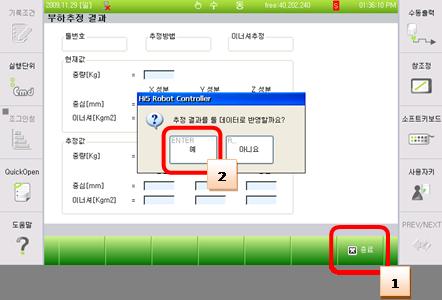 2009,11,29 [일] 수 free:40,202,240 S 01:36:10 PM
부하추정 결과
기록조건
실행단위
Cmd
조그인칭
QuickOpen
도움말
툴번호 추정방법 이너셔추정
현재값
중량[Kg] =
X 성분 Y 성분 Z 성분
중심[mm] =
이너셔[Kgm2] =
추정값
중량[Kg] =
중심[mm] =
이너셔[Kgm2] =
Hi5 Robot Controller
추정 결과를 툴 데이터로 반영할까요?
ENTER
예
아니요
2
종료
1
수동출력
좌표정
소프트키보드
사용자키
PREV/NEXT